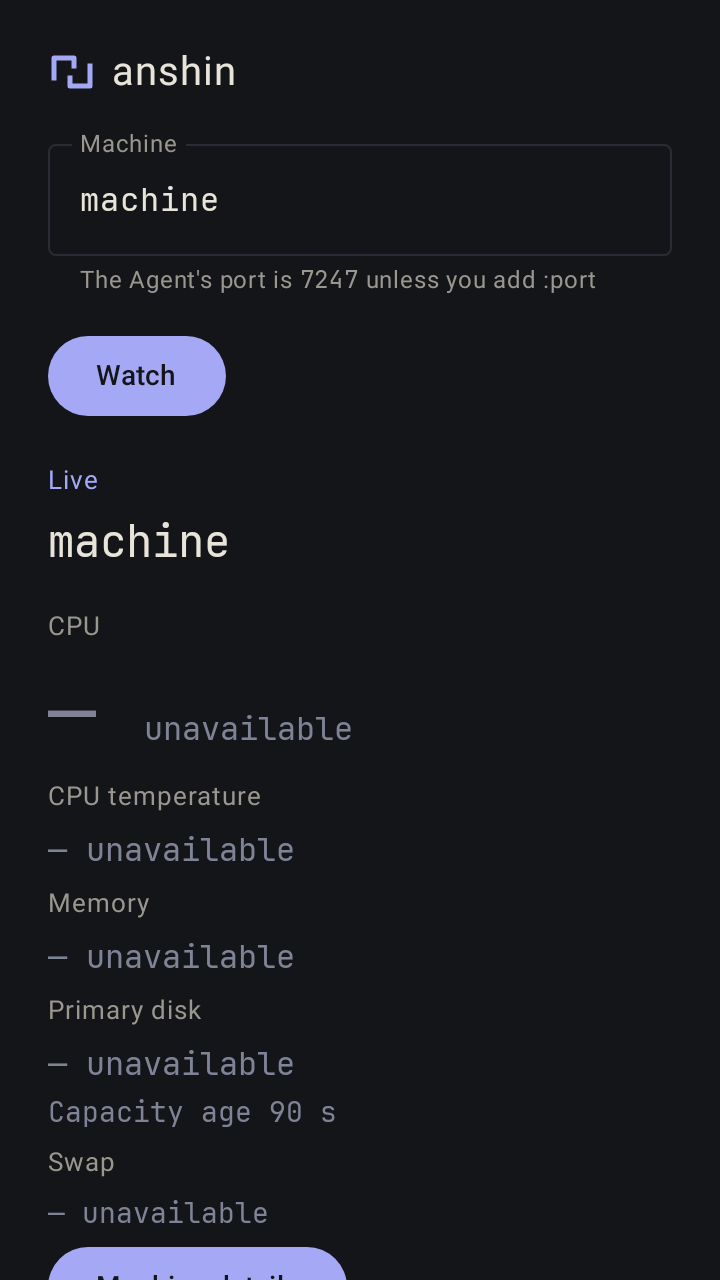 anshin
Machine
machine
The Agent's port is 7247 unless you add :port
Watch
Live
machine
CPU
— unavailable
CPU temperature
— unavailable
Memory
— unavailable
Primary disk
— unavailable
Capacity age 90 s
Swap
— unavailable